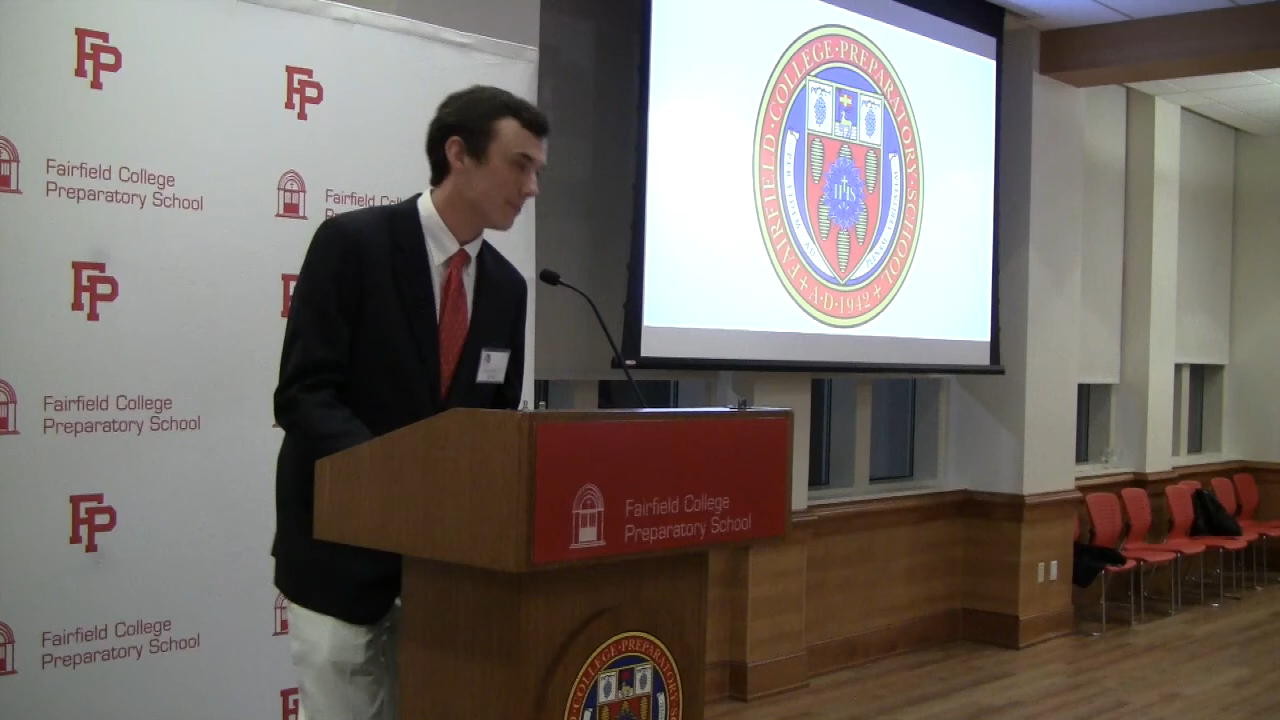 FP
FP
Fairfield College
Preparatory School
Fairfield
FP
FP
Fairfield College
Preparatory School
FP
Fairfield College
Preparatory School
FAIRFIELD · COLLEGE · PREPARATORY · SCHOOL
+ A·D·1942 +
IHS
Fairfield College
Preparatory School
COLLEGE · PREPARATORY